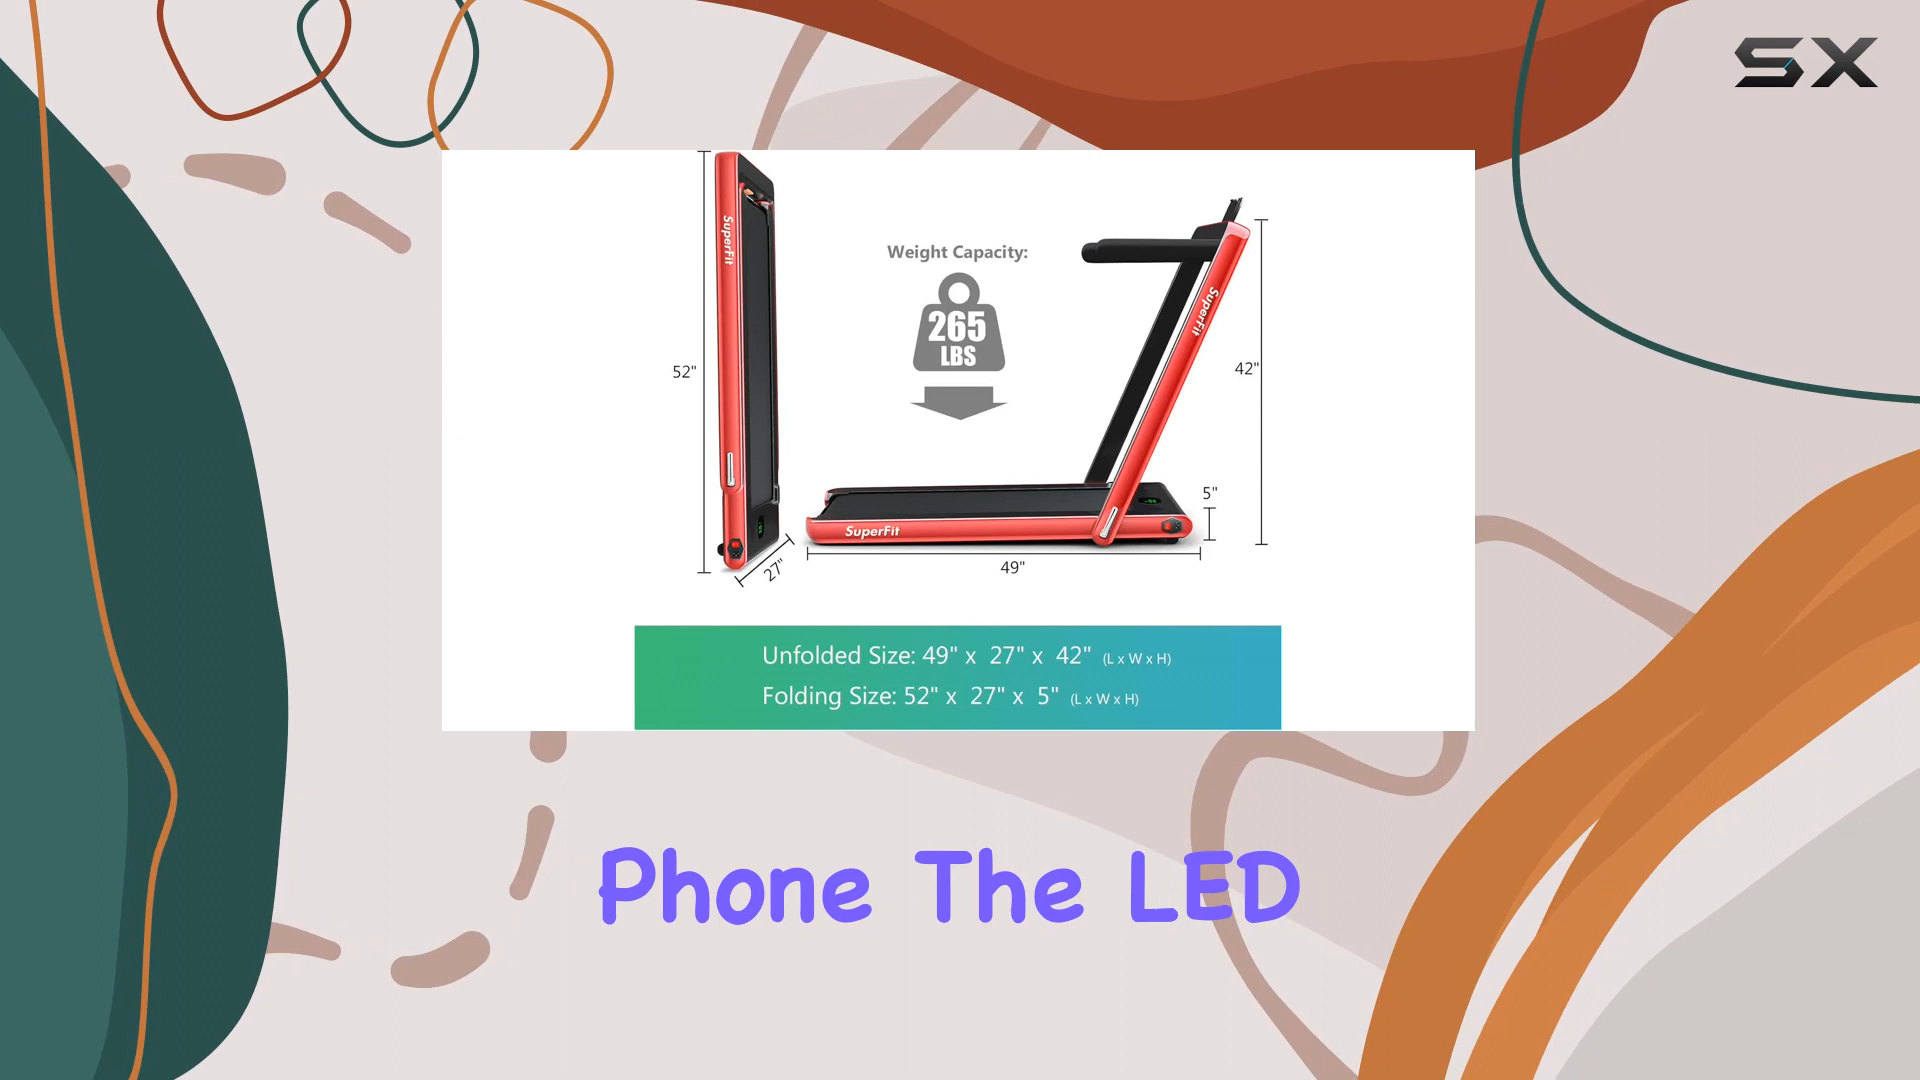 SX
SuperFit
Weight Capacity:
265
LBS
SuperFit
52"
42"
5"
SuperFit
27"
49"
Unfolded Size: 49" x 27" x 42" (L x W x H)
Folding Size: 52" x 27" x 5" (L x W x H)
Phone The LED